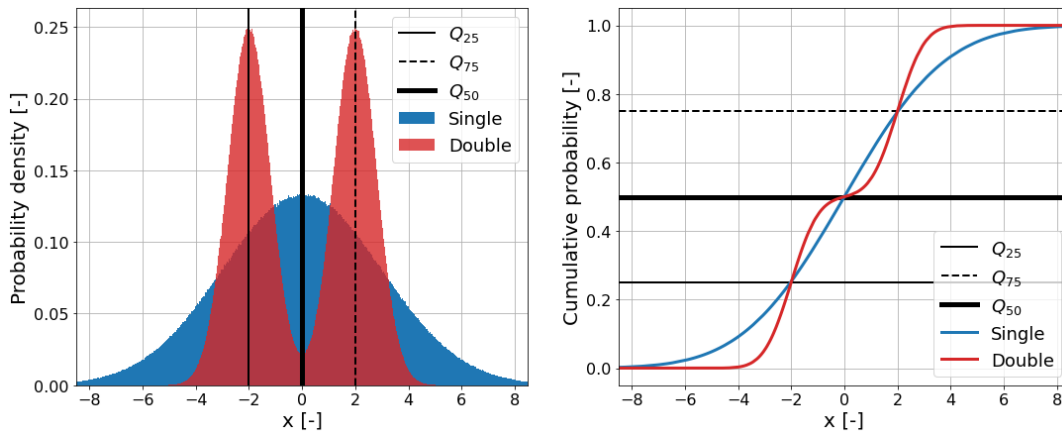 Probability density [-]
0.25
0.20
0.15
0.10
0.05
0.00
−8 −6 −4 −2 0 2 4 6 8
x [-]
Q25
Q75
Q50
Single
Double
Cumulative probability [-]
1.0
0.8
0.6
0.4
0.2
0.0
−8 −6 −4 −2 0 2 4 6 8
x [-]
Q25
Q75
Q50
Single
Double